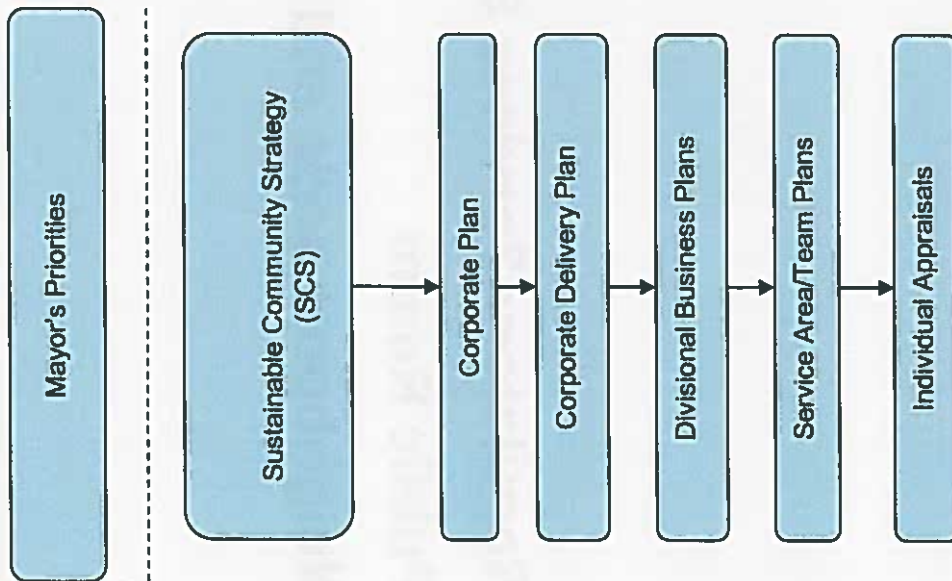 Mayor's Priorities
Sustainable Community Strategy
(SCS)
Corporate Plan
Corporate Delivery Plan
Divisional Business Plans
Service Area/Team Plans
Individual Appraisals